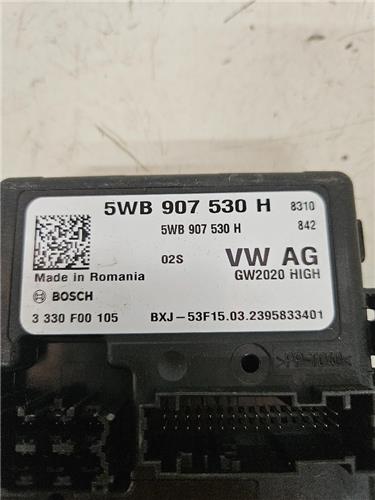 5WB 907 530 H 8310
5WB 907 530 H 842
02S VW AG
Made in Romania GW2020 HIGH
BOSCH
3 330 F00 105 BXJ-53F15.03.2395833401